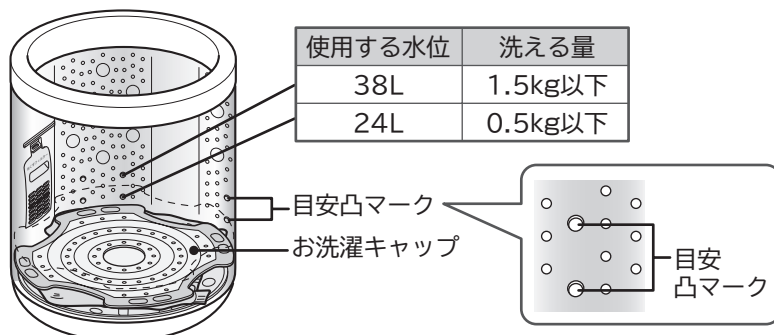 使用する水位 洗える量
38L 1.5kg以下
24L 0.5kg以下
目安凸マーク
お洗濯キャップ
目安
凸マーク